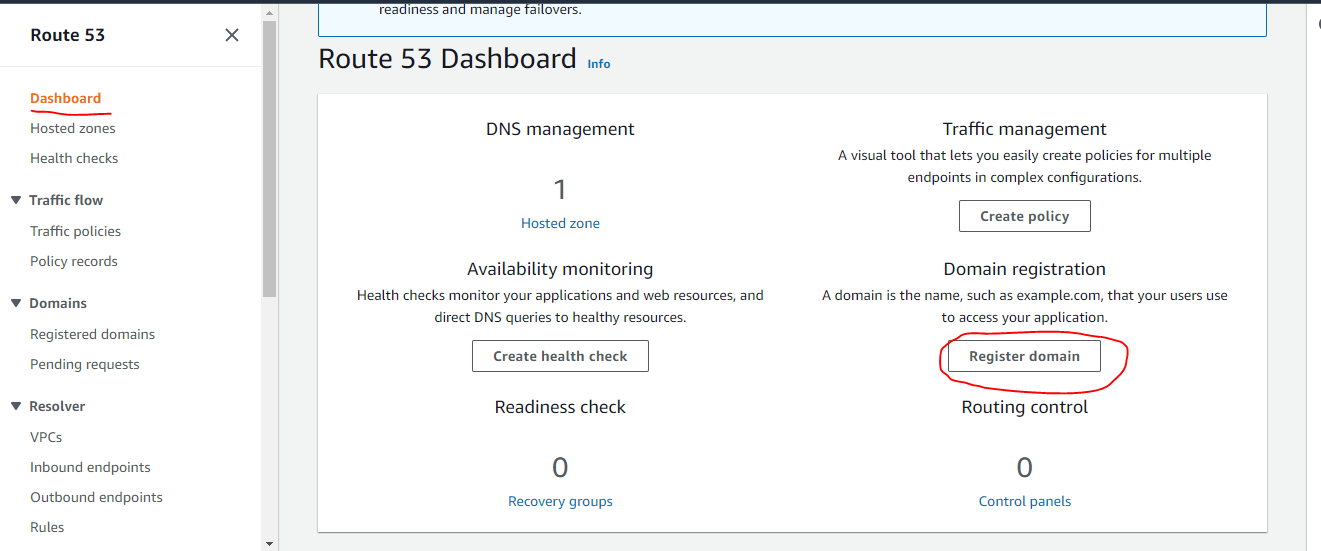 readiness and manage failovers.
Route 53
Dashboard
Hosted zones
Health checks
Traffic flow
Traffic policies
Policy records
Domains
Registered domains
Pending requests
Resolver
VPCs
Inbound endpoints
Outbound endpoints
Rules
Route 53 Dashboard Info
DNS management
1
Hosted zone
Traffic management
A visual tool that lets you easily create policies for multiple
endpoints in complex configurations.
Create policy
Availability monitoring
Health checks monitor your applications and web resources, and
direct DNS queries to healthy resources.
Create health check
Domain registration
A domain is the name, such as example.com, that your users use
to access your application.
Register domain
Readiness check
0
Recovery groups
Routing control
0
Control panels